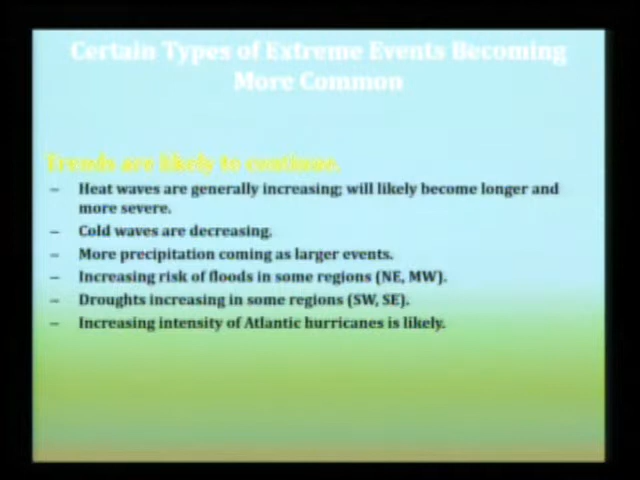 Certain Types of Extreme Events Becoming
More Common
Trends are likely to continue.
– Heat waves are generally increasing; will likely become longer and
more severe.
– Cold waves are decreasing.
– More precipitation coming as larger events.
– Increasing risk of floods in some regions (NE, MW).
– Droughts increasing in some regions (SW, SE).
– Increasing intensity of Atlantic hurricanes is likely.